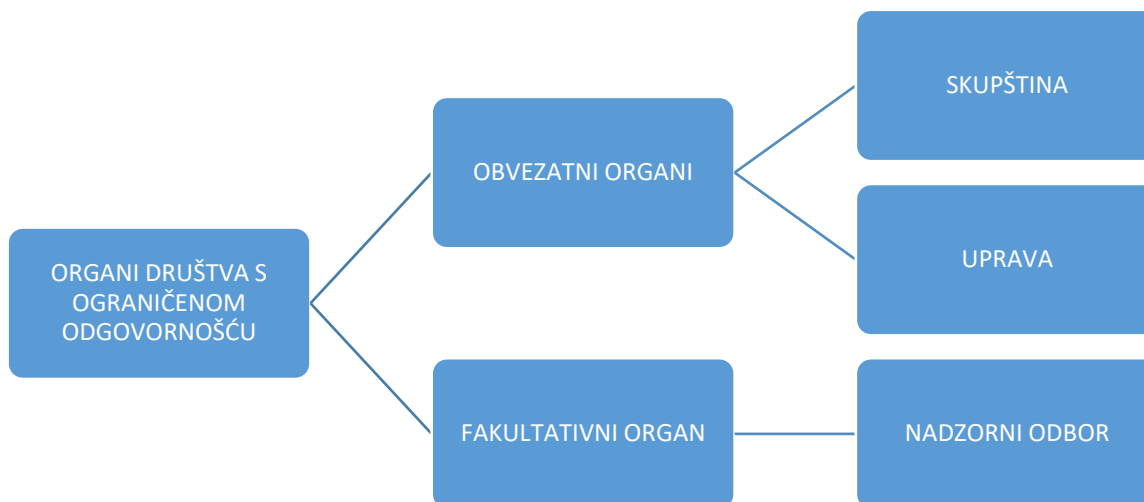 ORGANI DRUŠTVA S
OGRANIČENOM
ODGOVORNOŠĆU
OBVEZATNI ORGANI
SKUPŠTINA
UPRAVA
FAKULTATIVNI ORGAN
NADZORNI ODBOR